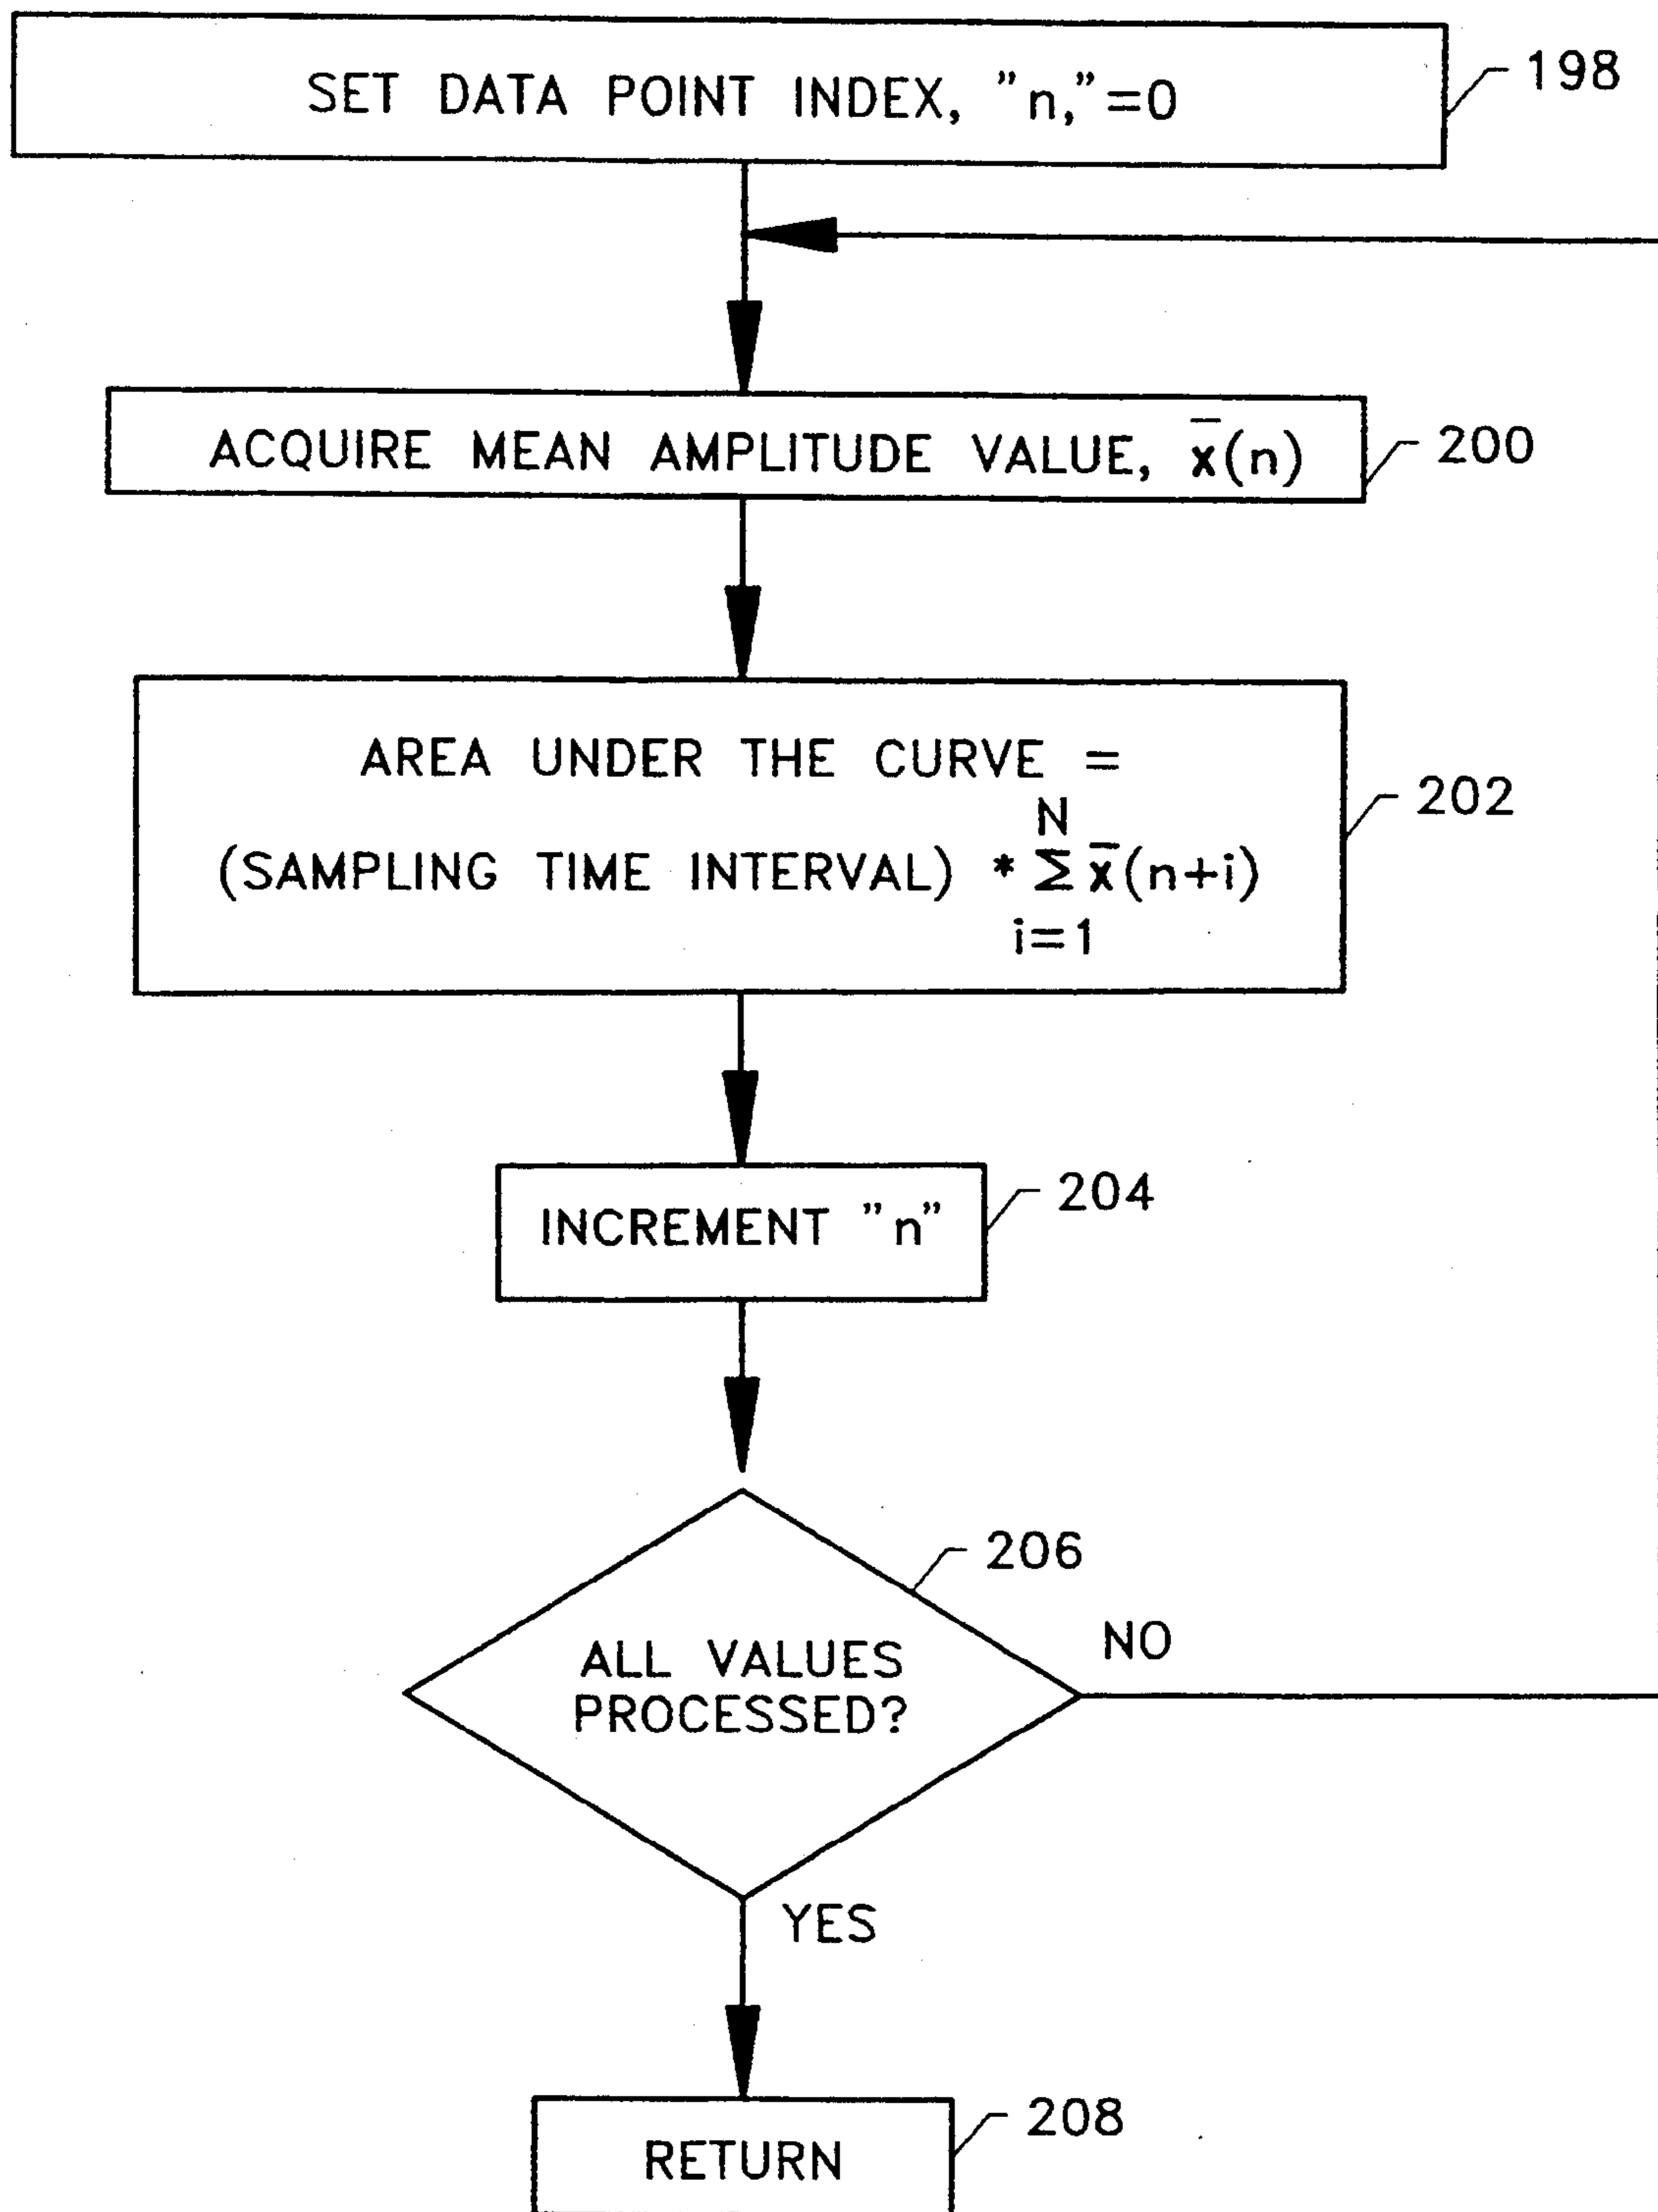 SET DATA POINT INDEX, "n,"=0
198
ACQUIRE MEAN AMPLITUDE VALUE, x̅(n)
200
AREA UNDER THE CURVE =
N
(SAMPLING TIME INTERVAL) * Σ x̅(n+i)
i=1
202
INCREMENT "n"
204
206
ALL VALUES
PROCESSED?
NO
YES
RETURN
208